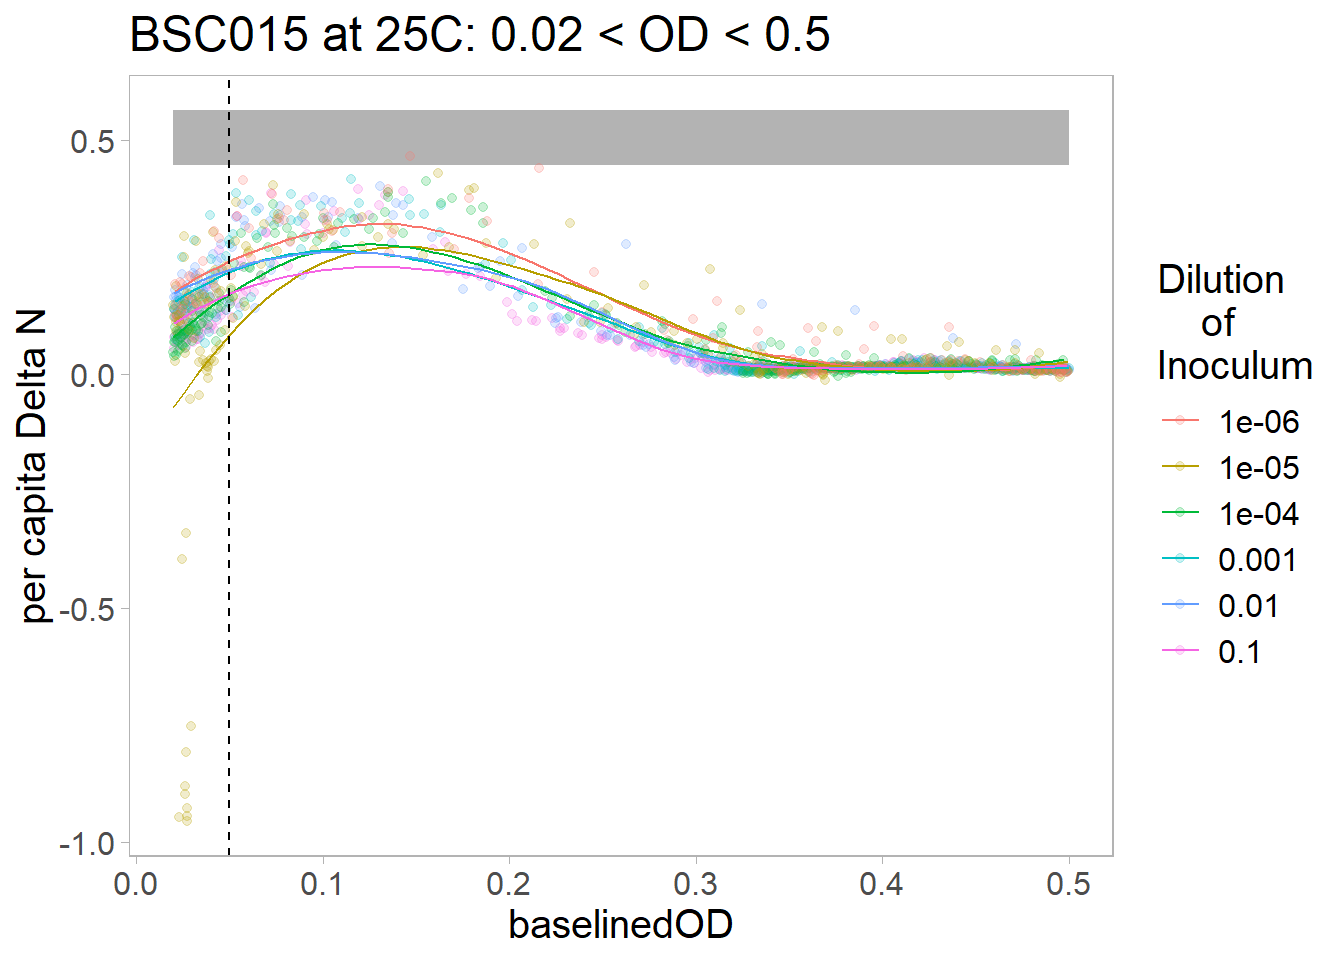 BSC015 at 25C: 0.02 < OD < 0.5
per capita Delta N
0.5
0.0
-0.5
-1.0
0.0 0.1 0.2 0.3 0.4 0.5
baselinedOD
Dilution
of
Inoculum
1e-06
1e-05
1e-04
0.001
0.01
0.1